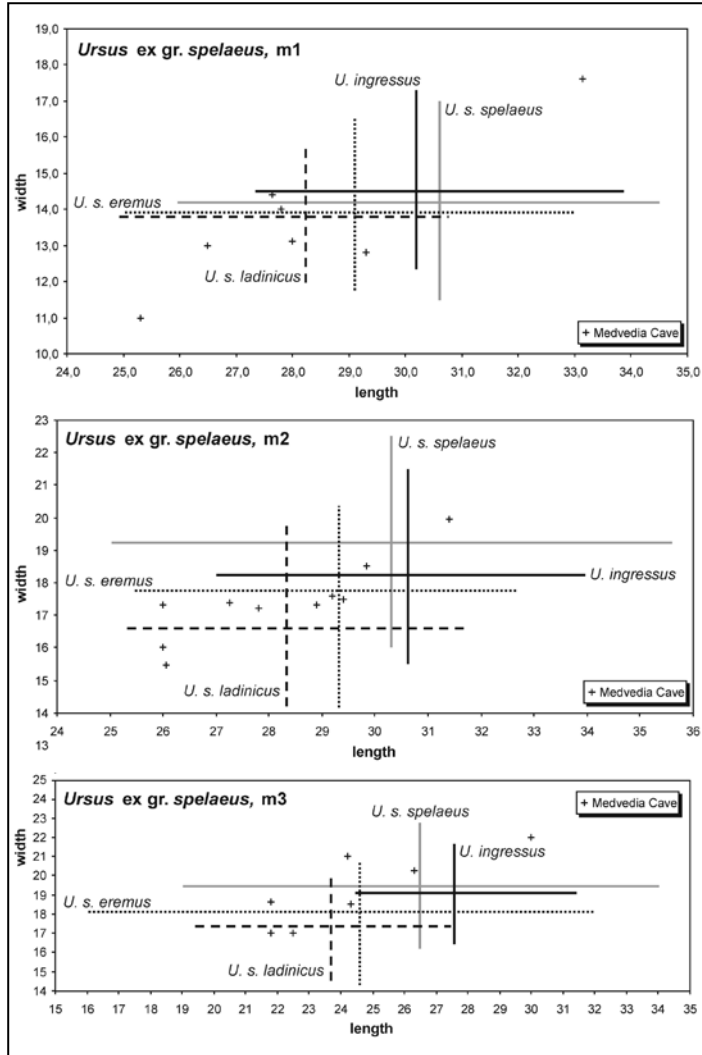 Ursus ex gr. spelaeus, m1
U. ingressus
U. s. spelaeus
U. s. eremus
U. s. ladinicus
+ Medvedia Cave
width
19,0
18,0
17,0
16,0
15,0
14,0
13,0
12,0
11,0
10,0
24,0 25,0 26,0 27,0 28,0 29,0 30,0 31,0 32,0 33,0 34,0 35,0
length
Ursus ex gr. spelaeus, m2
U. s. spelaeus
U. s. eremus
U. ingressus
U. s. ladinicus
+ Medvedia Cave
width
23
22
21
20
19
18
17
16
15
14
13
24 25 26 27 28 29 30 31 32 33 34 35 36
length
Ursus ex gr. spelaeus, m3
+ Medvedia Cave
U. s. spelaeus
U. ingressus
U. s. eremus
U. s. ladinicus
width
25
24
23
22
21
20
19
18
17
16
15
14
15 16 17 18 19 20 21 22 23 24 25 26 27 28 29 30 31 32 33 34 35
length